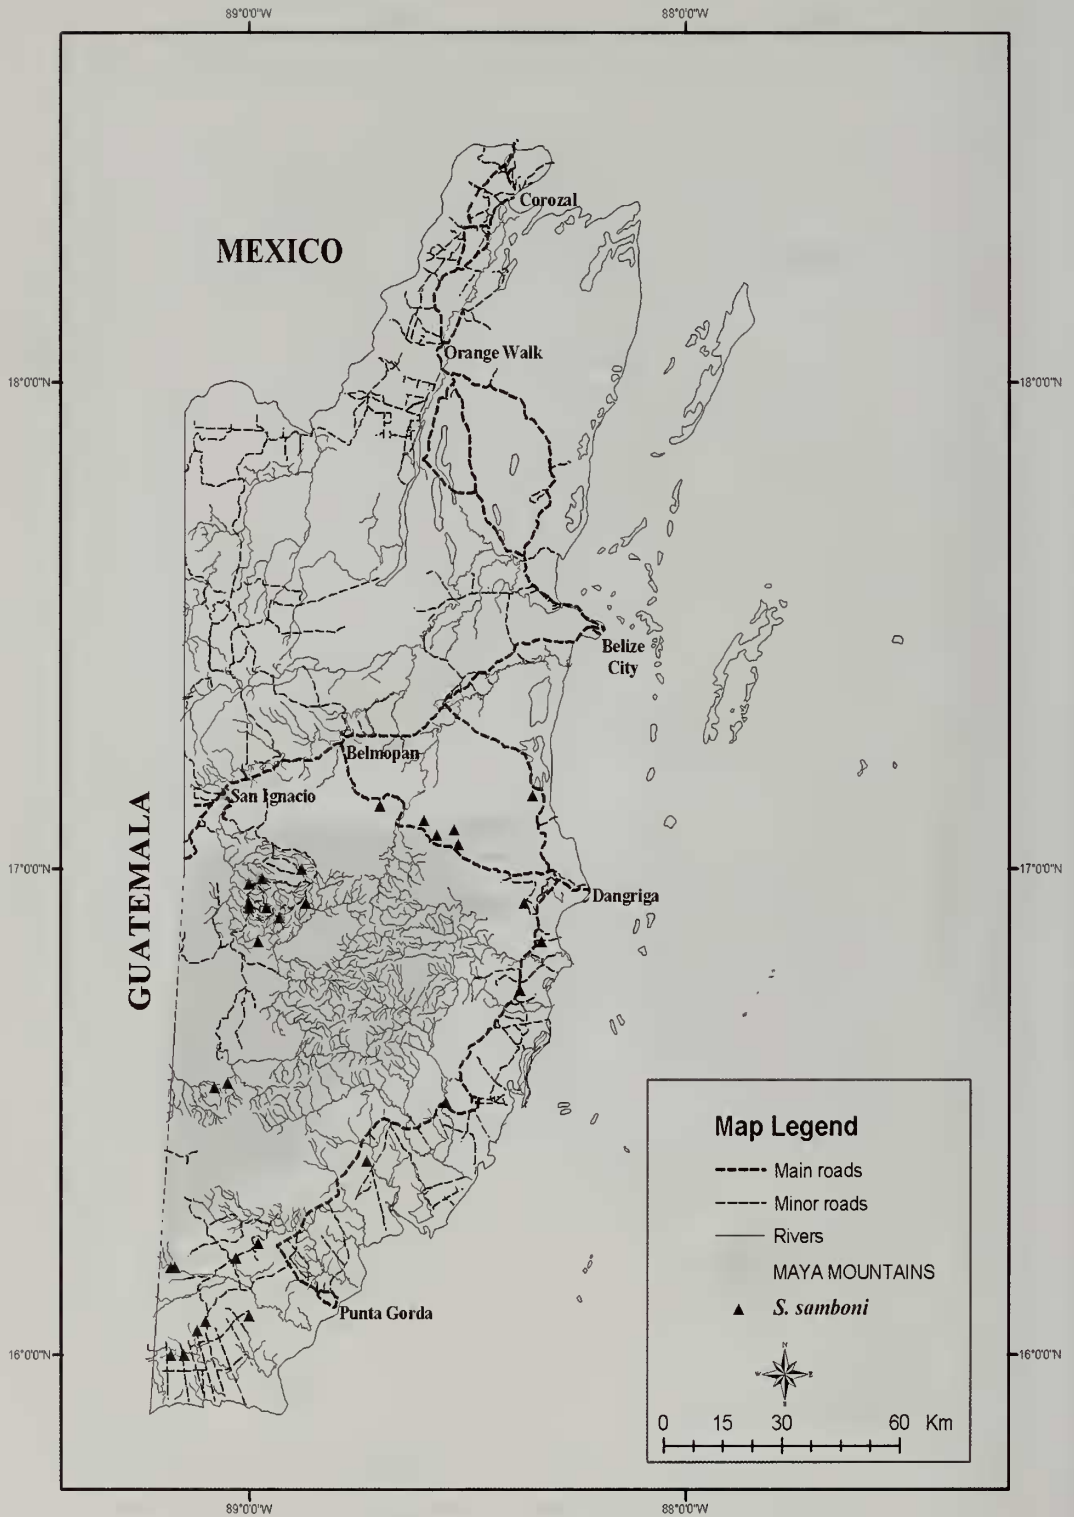 89°0'0"W
88°0'0"W
Corozal
MEXICO
Orange Walk
18°0'0"N
18°0'0"N
Belize
City
Belmopan
San Ignacio
GUATEMALA
17°0'0"N
17°0'0"N
Dangriga
Map Legend
Main roads
Minor roads
Rivers
MAYA MOUNTAINS
S. samboni
Punta Gorda
N
W
E
S
16°0'0"N
16°0'0"N
0 15 30 60 Km
89°0'0"W
88°0'0"W